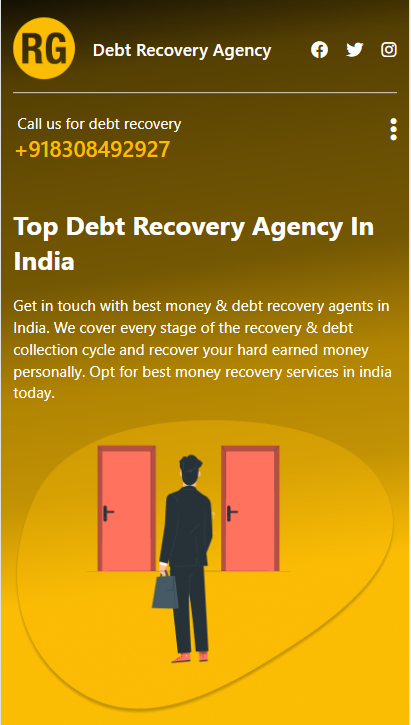 RG
Debt Recovery Agency
Call us for debt recovery
+918308492927
Top Debt Recovery Agency In
India
Get in touch with best money & debt recovery agents in
India. We cover every stage of the recovery & debt
collection cycle and recover your hard earned money
personally. Opt for best money recovery services in india
today.